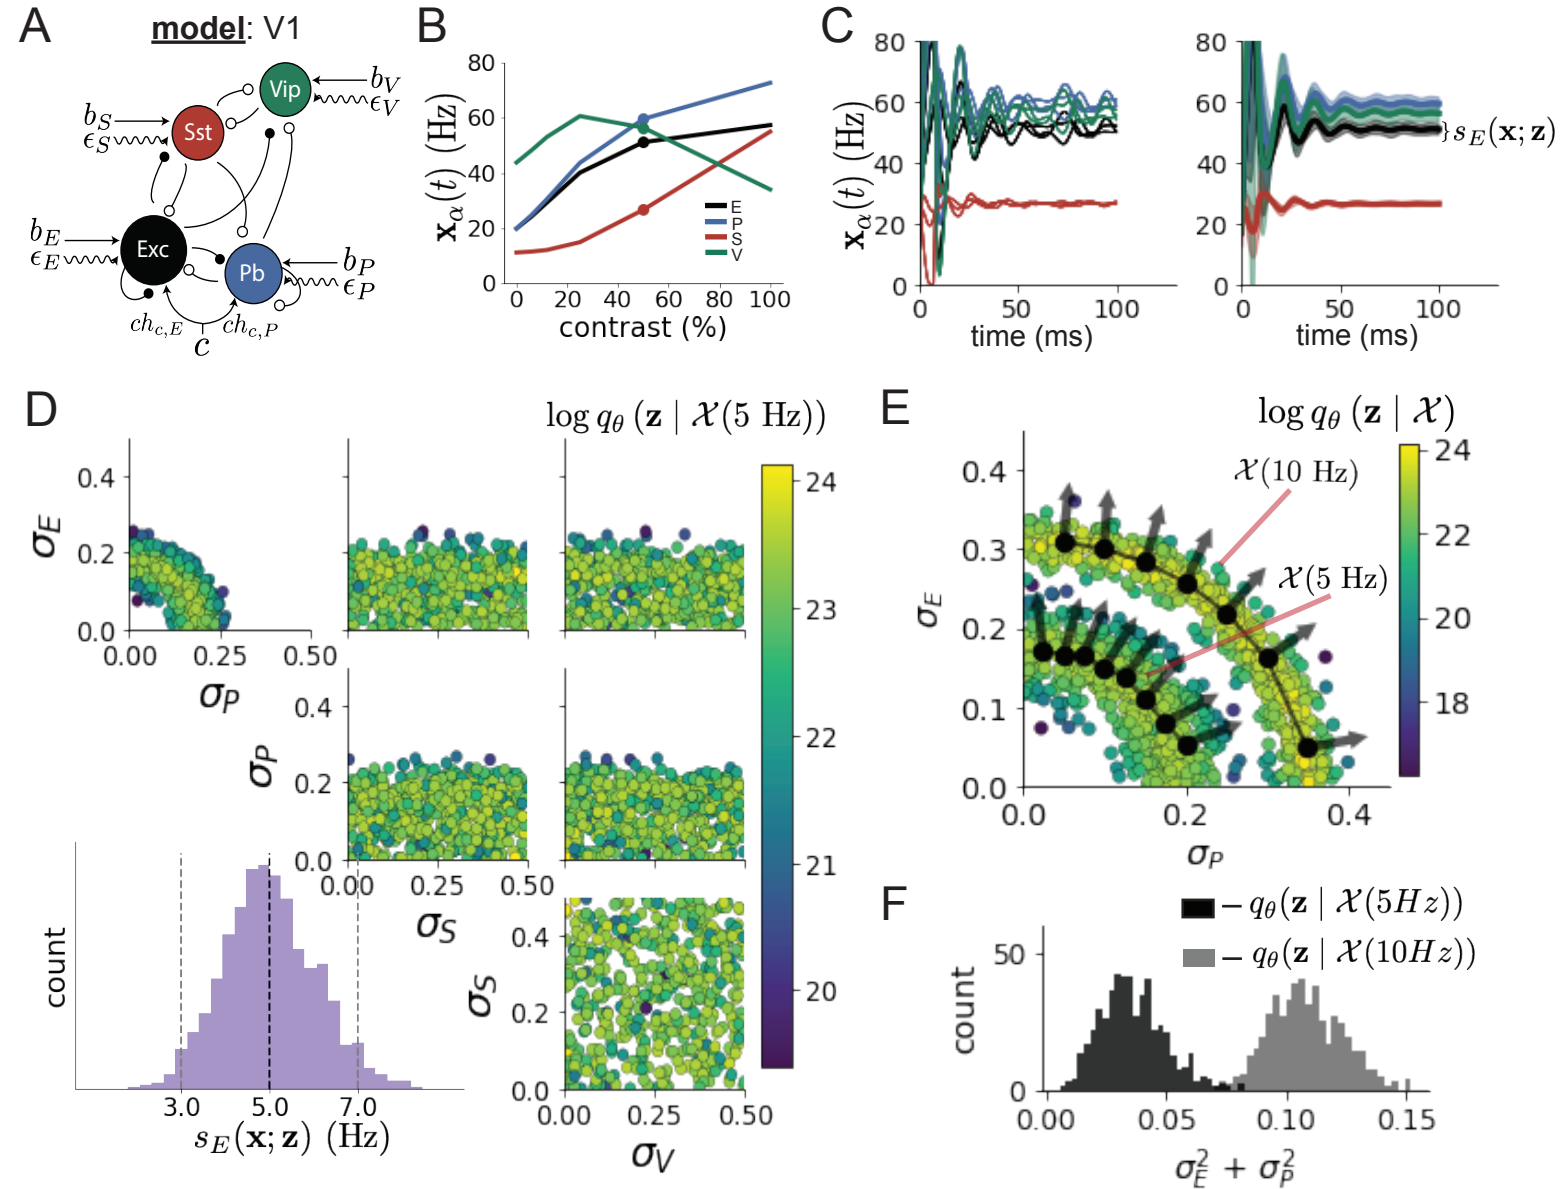 A
model: V1
Vip
b_V
ϵ_V
b_S
ϵ_S
Sst
b_E
ϵ_E
Exc
Pb
b_P
ϵ_P
ch_{c,E}
ch_{c,P}
c
B
x_α(t) (Hz)
80
60
40
20
0
0 20 40 60 80 100
contrast (%)
E
P
S
V
C
x_α(t) (Hz)
80
60
40
20
0
0 50 100
time (ms)
80
60
40
20
0
0 50 100
time (ms)
}s_E(x; z)
D
log q_θ (z | 𝒳(5 Hz))
σ_E
0.4
0.2
0.0
0.00 0.25 0.50
σ_P
σ_P
0.4
0.2
0.0
0.00 0.25 0.50
σ_S
σ_S
0.4
0.2
0.0
0.00 0.25 0.50
σ_V
24
23
22
21
20
count
3.0 5.0 7.0
s_E(x; z) (Hz)
E
log q_θ (z | 𝒳)
𝒳(10 Hz)
𝒳(5 Hz)
σ_E
0.4
0.3
0.2
0.1
0.0
0.0 0.2 0.4
σ_P
24
22
20
18
F
– q_θ(z | 𝒳(5Hz))
– q_θ(z | 𝒳(10Hz))
count
50
0
0.00 0.05 0.10 0.15
σ_E^2 + σ_P^2